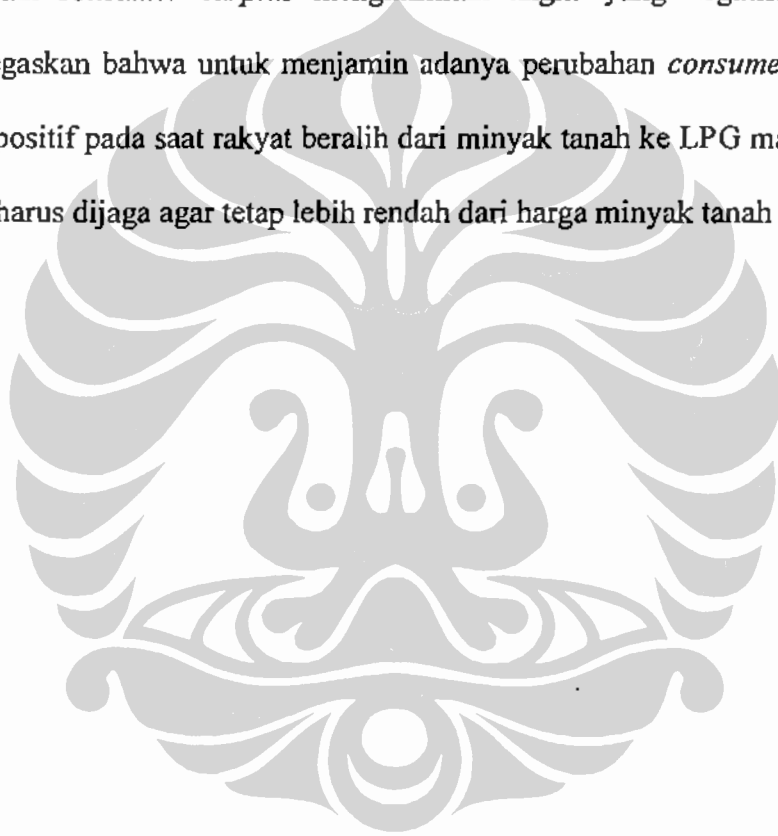 gaskan bahwa untuk menjamin adanya perubahan consume
positif pada saat rakyat beralih dari minyak tanah ke LPG ma
harus dijaga agar tetap lebih rendah dari harga minyak tanah